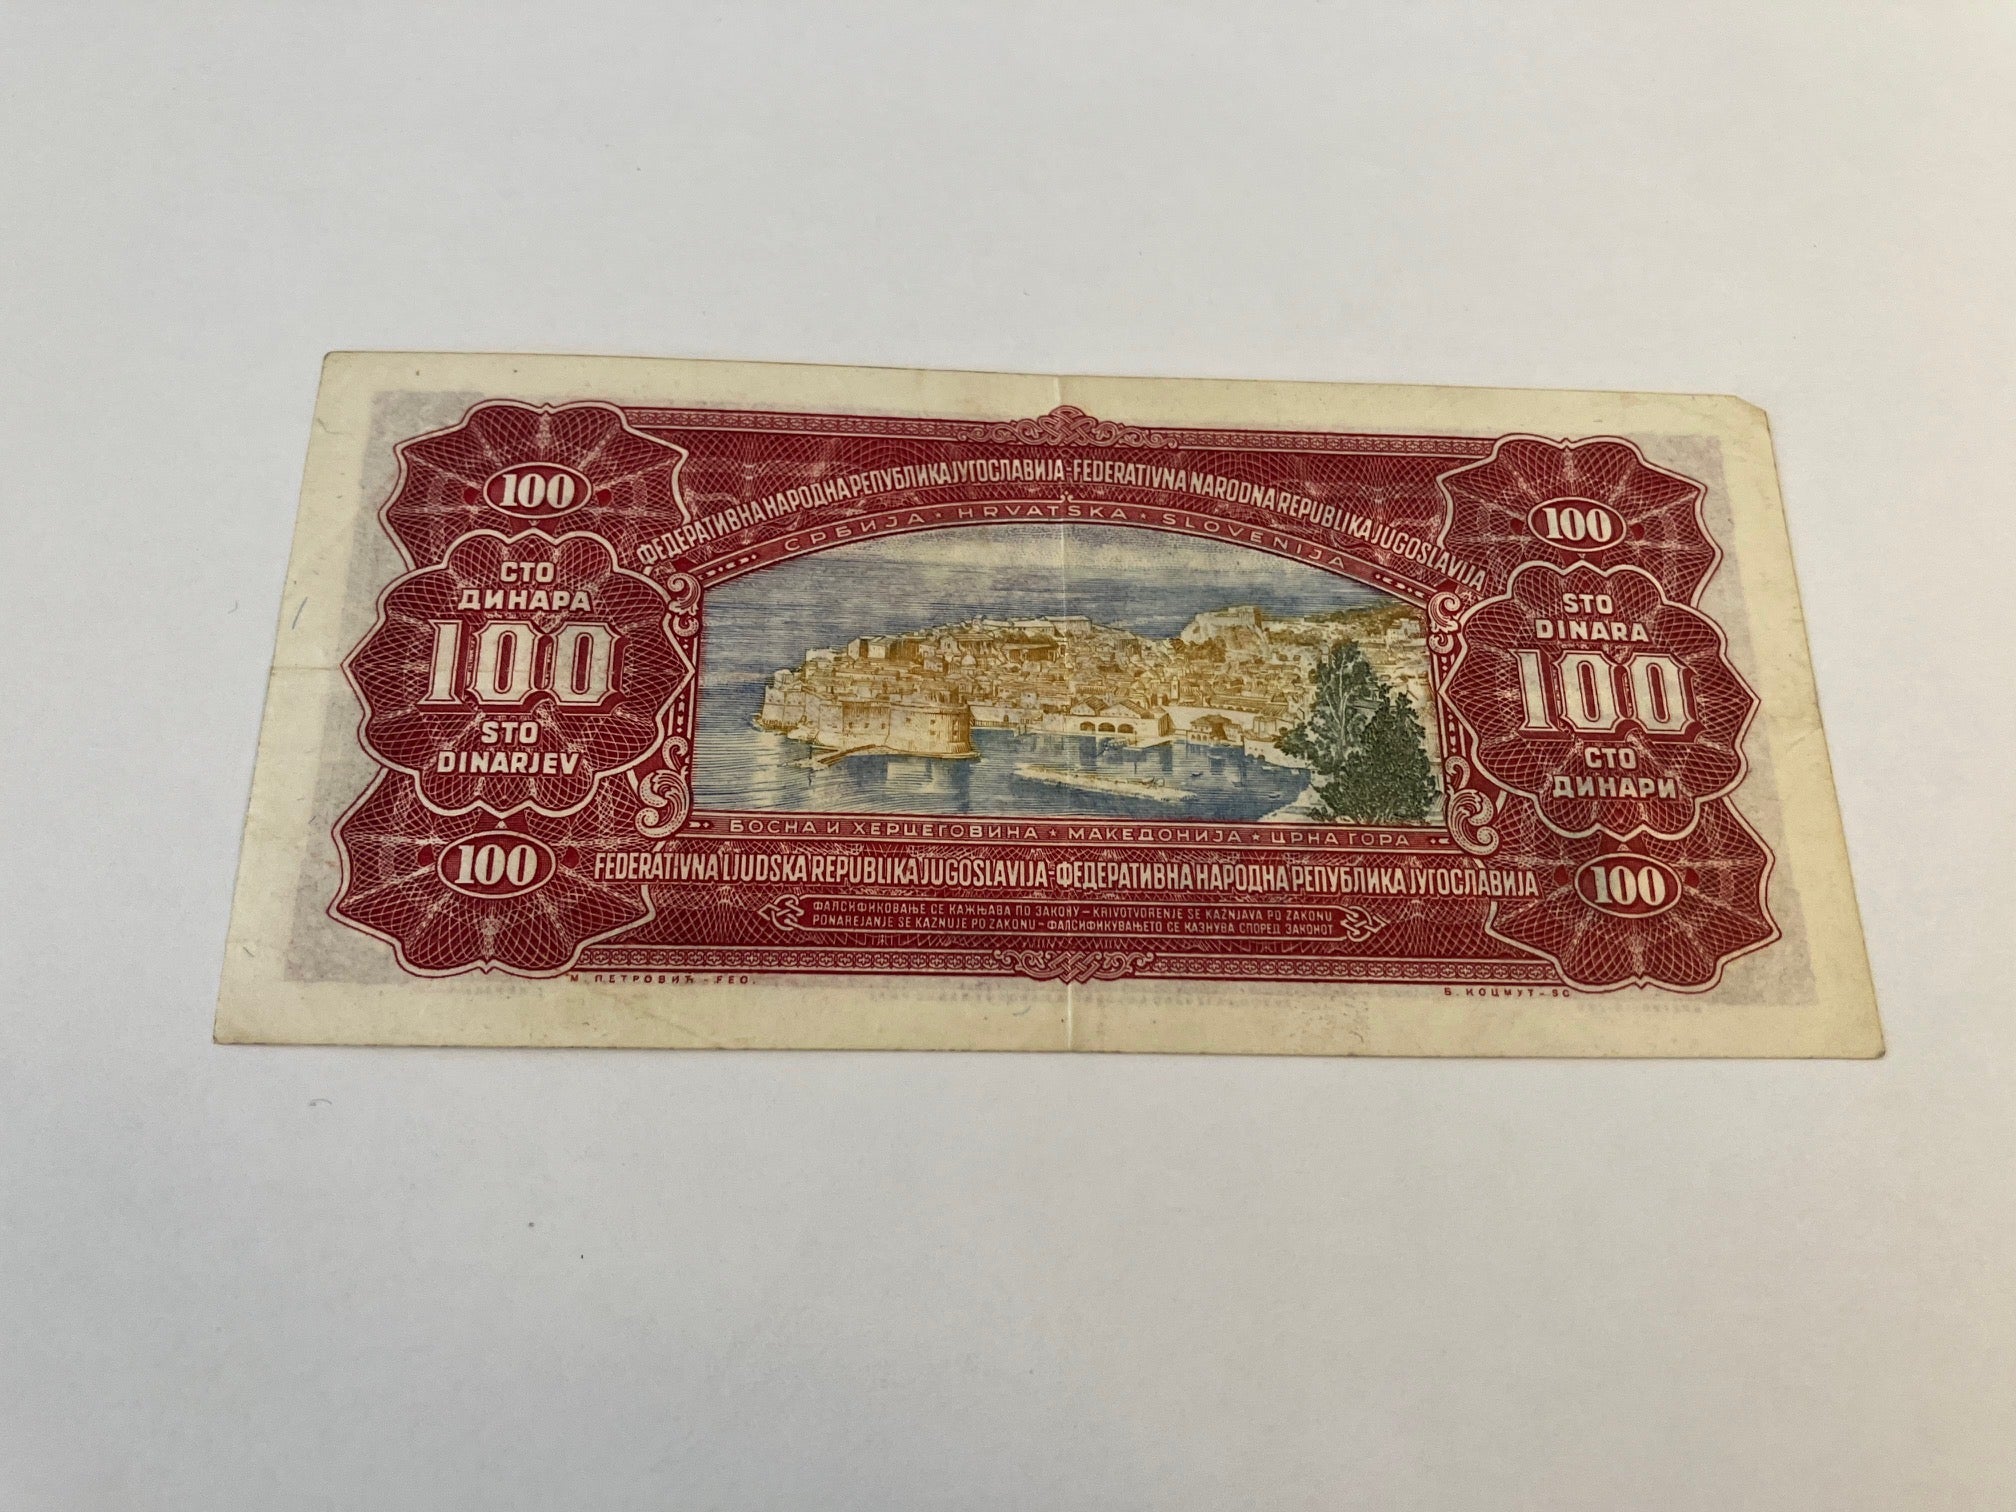 ФЕДЕРАТИВНА НАРОДНА РЕПУБЛИКА ЈУГОСЛАВИЈА-FEDERATIVNA NARODNA REPUBLIKA JUGOSLAVIJA
СРБИЈА • HRVATSKA • SLOVENIJA
100
СТО
ДИНАРА
100
STO
DINARJEV
100
100
STO
DINARA
100
СТО
ДИНАРИ
100
БОСНА И ХЕРЦЕГОВИНА ★ МАКЕДОНИЈА ★ ЦРНА ГОРА
FEDERATIVNA LJUDSKA REPUBLIKA JUGOSLAVIJA-ФЕДЕРАТИВНА НАРОДНА РЕПУБЛИКА ЈУГОСЛАВИЈА
ФАЛСИФИКОВАЊЕ СЕ КАЖЊАВА ПО ЗАКОНУ – KRIVOTVORENJE SE KAŽNJAVA PO ZAKONU
PONAREJANJE SE KAZNUJE PO ZAKONU – ФАЛСИФИКУВАЊЕТО СЕ КАЗНУВА СПОРЕД ЗАКОНОТ
М. ПЕТРОВИЋ - FEC.
Б. КОЦМУТ - SC